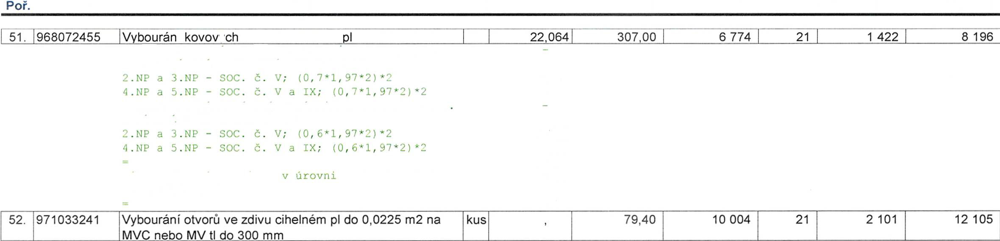 Poř.
51. 968072455 Vybourán kovov ch pl 22,064 307,00 6 774 21 1 422 8 196
2.NP a 3.NP - SOC. č. V; (0,7*1,97*2)*2
4.NP a 5.NP - SOC. č. V a IX; (0,7*1,97*2)*2
2.NP a 3.NP - SOC. č. V; (0,6*1,97*2)*2
4.NP a 5.NP - SOC. č. V a IX; (0,6*1,97*2)*2
=
v úrovni
=
52. 971033241 Vybourání otvorů ve zdivu cihelném pl do 0,0225 m2 na kus , 79,40 10 004 21 2 101 12 105
MVC nebo MV tl do 300 mm